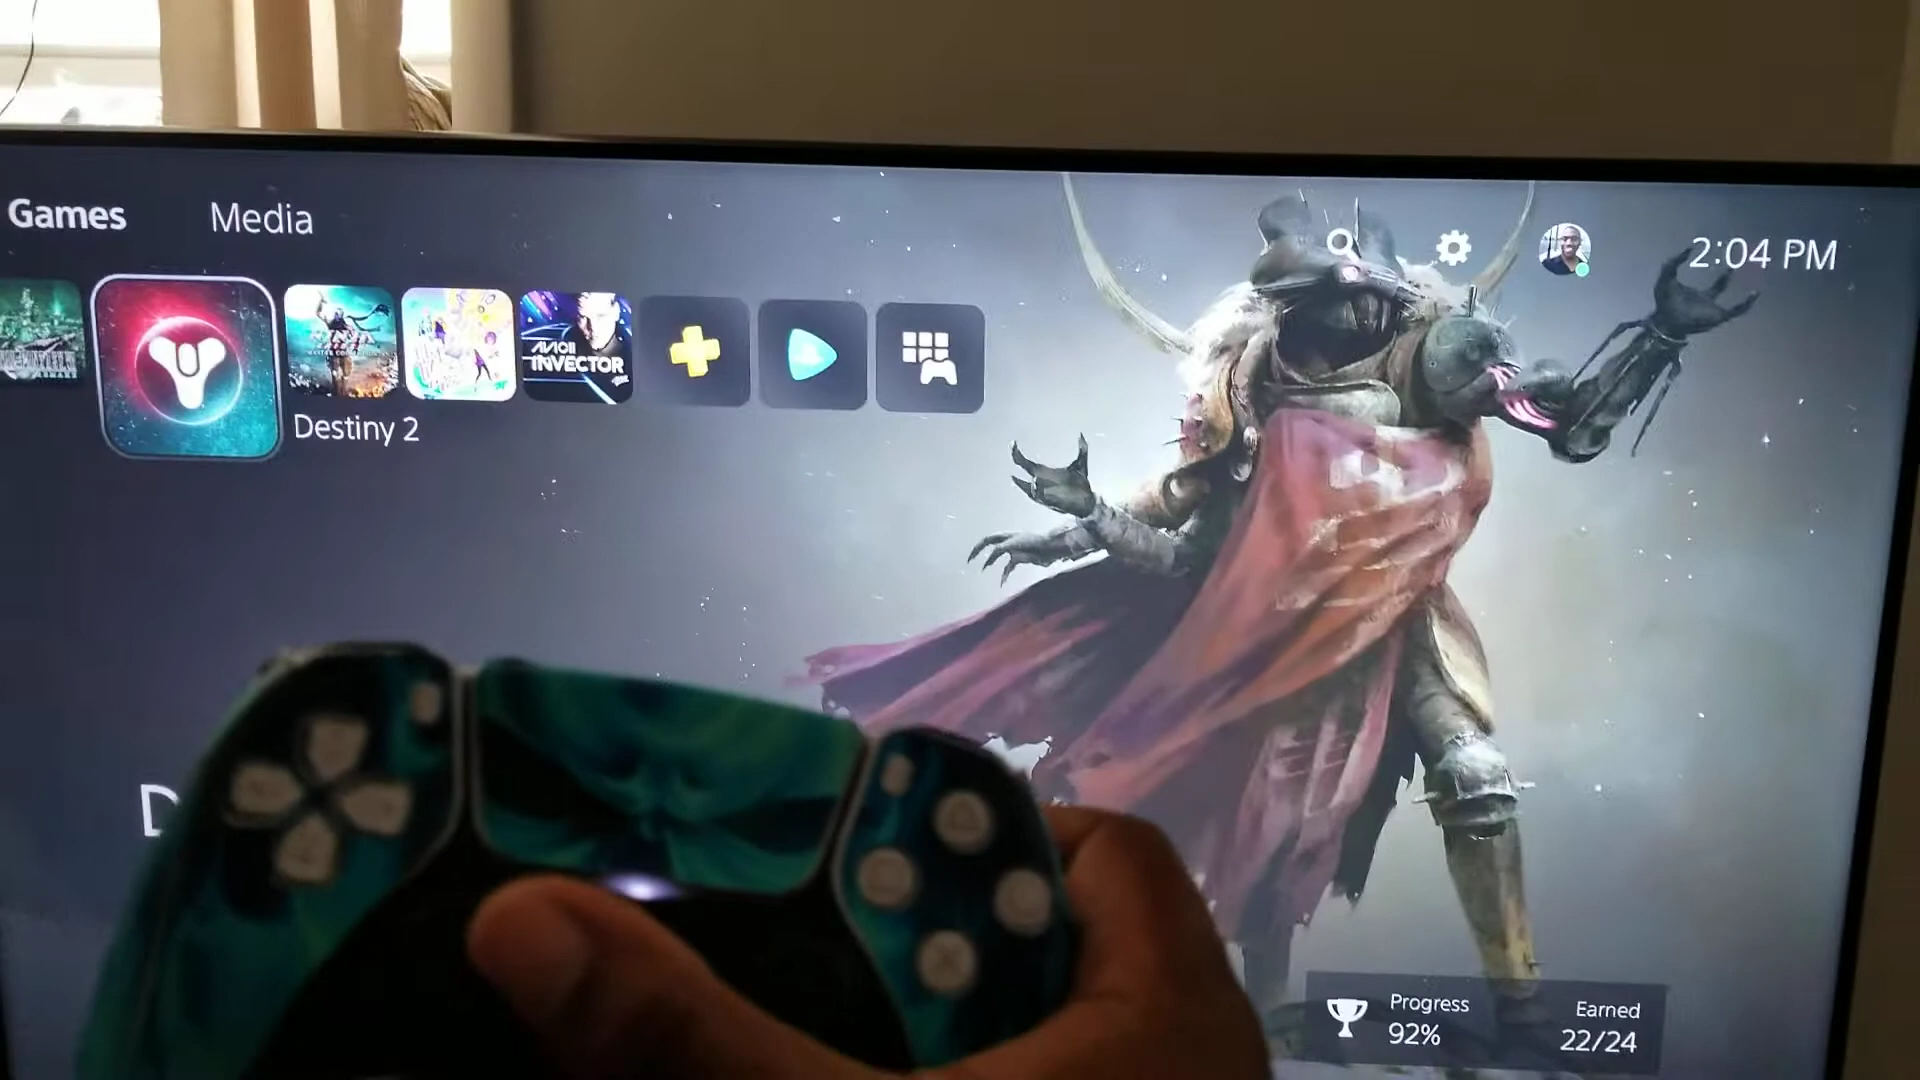 Games Media
2:04 PM
AVICII
INVECTOR
Destiny 2
D
Progress
92%
Earned
22/24